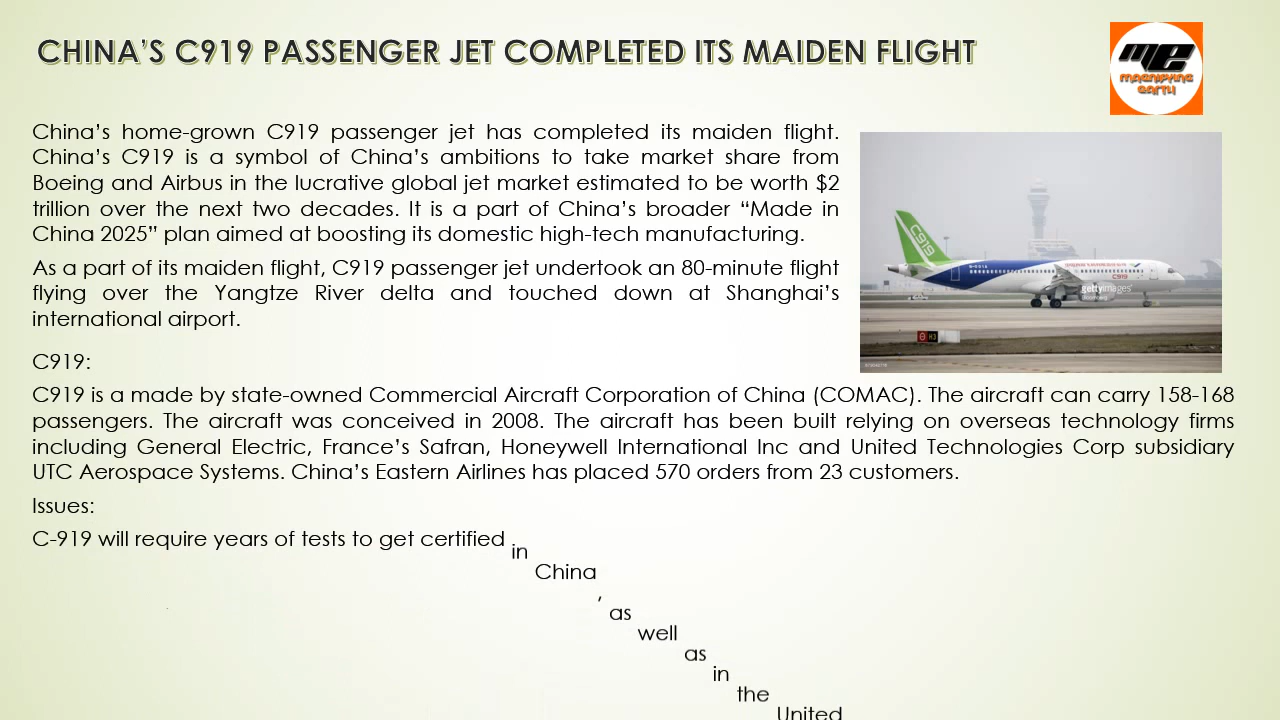 CHINA'S C919 PASSENGER JET COMPLETED ITS MAIDEN FLIGHT
me
MAGNIFYING
EARTH
China's home-grown C919 passenger jet has completed its maiden flight.
China's C919 is a symbol of China's ambitions to take market share from
Boeing and Airbus in the lucrative global jet market estimated to be worth $2
trillion over the next two decades. It is a part of China's broader “Made in
China 2025” plan aimed at boosting its domestic high-tech manufacturing.
As a part of its maiden flight, C919 passenger jet undertook an 80-minute flight
flying over the Yangtze River delta and touched down at Shanghai's
international airport.
C919
C919
gettyimages
Bloomberg
H3
C919:
C919 is a made by state-owned Commercial Aircraft Corporation of China (COMAC). The aircraft can carry 158-168
passengers. The aircraft was conceived in 2008. The aircraft has been built relying on overseas technology firms
including General Electric, France's Safran, Honeywell International Inc and United Technologies Corp subsidiary
UTC Aerospace Systems. China's Eastern Airlines has placed 570 orders from 23 customers.
Issues:
C-919 will require years of tests to get certified in
China
,
as
well
as
in
the
United